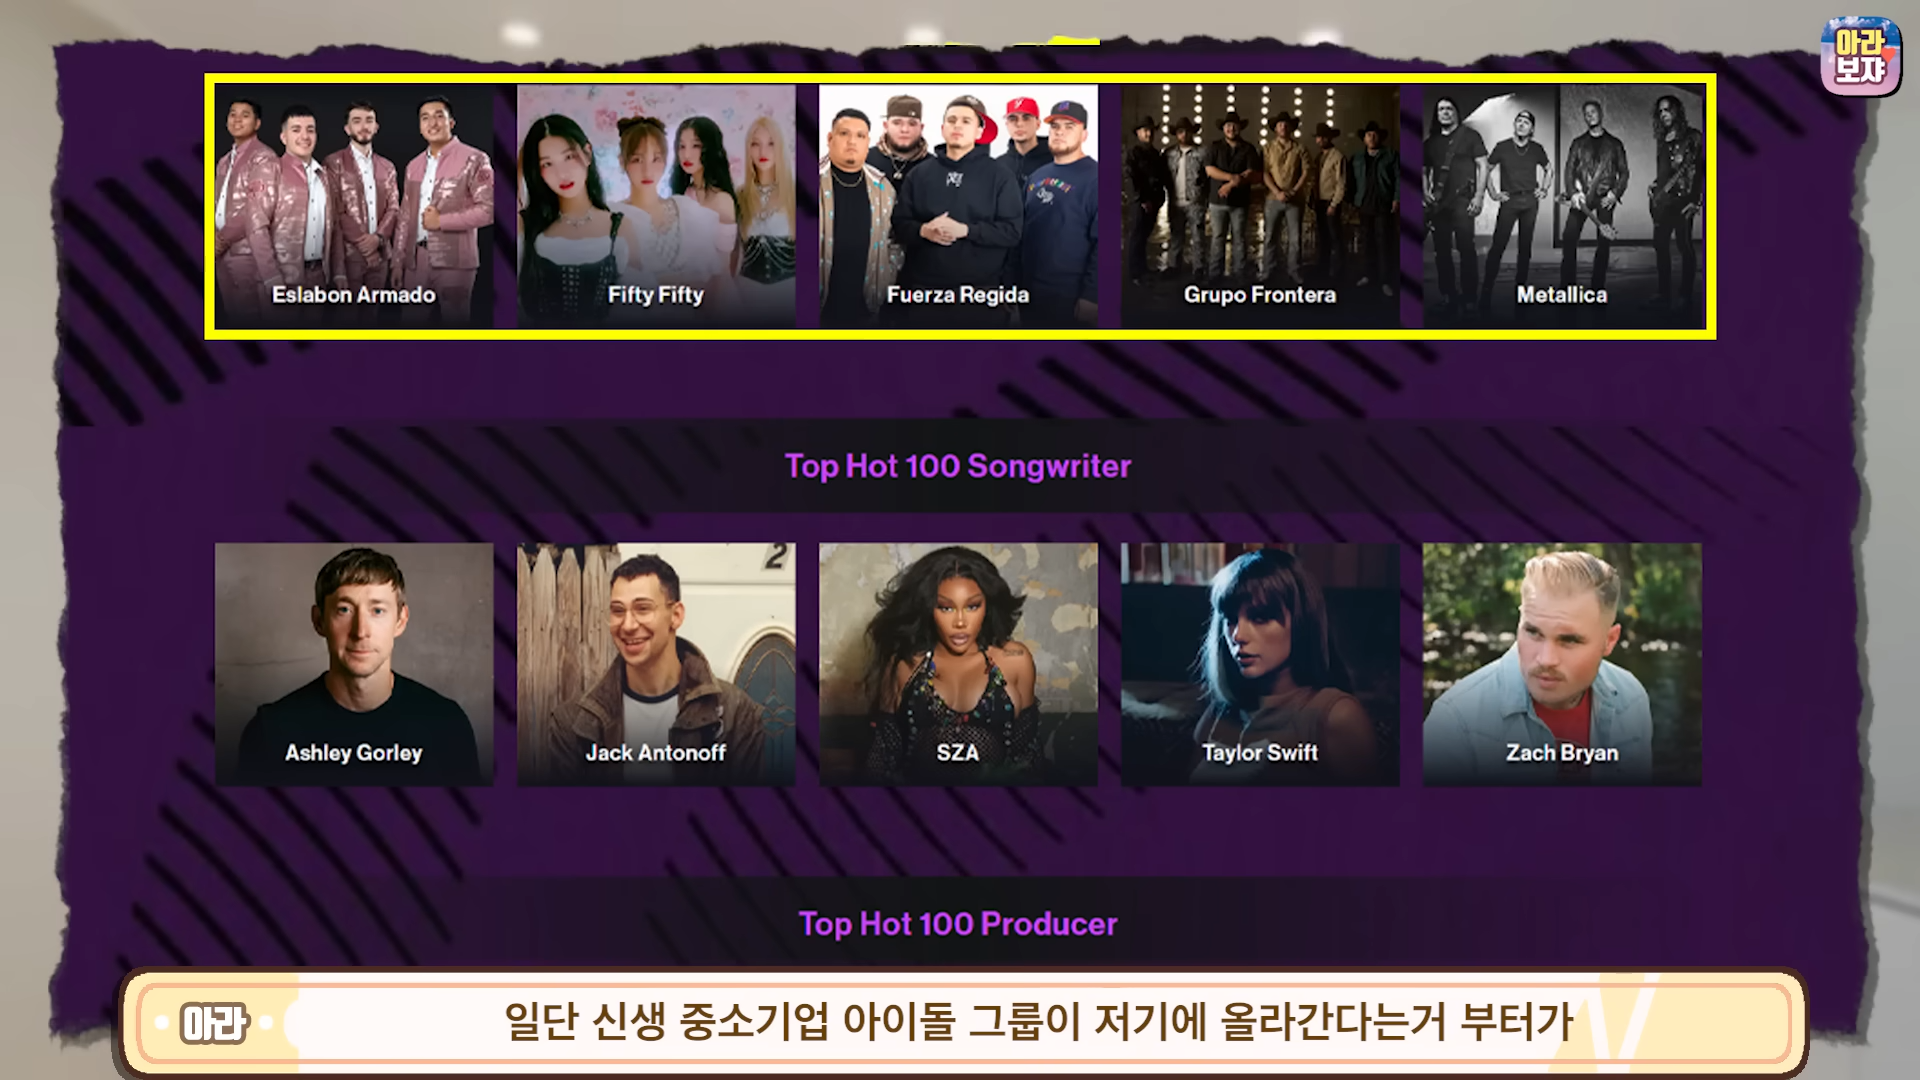 아라
보쟈
Eslabon Armado
Fifty Fifty
Fuerza Regida
Grupo Frontera
Metallica
Top Hot 100 Songwriter
2
Ashley Gorley
Jack Antonoff
SZA
Taylor Swift
Zach Bryan
Top Hot 100 Producer
아라
일단 신생 중소기업 아이돌 그룹이 저기에 올라간다는거 부터가